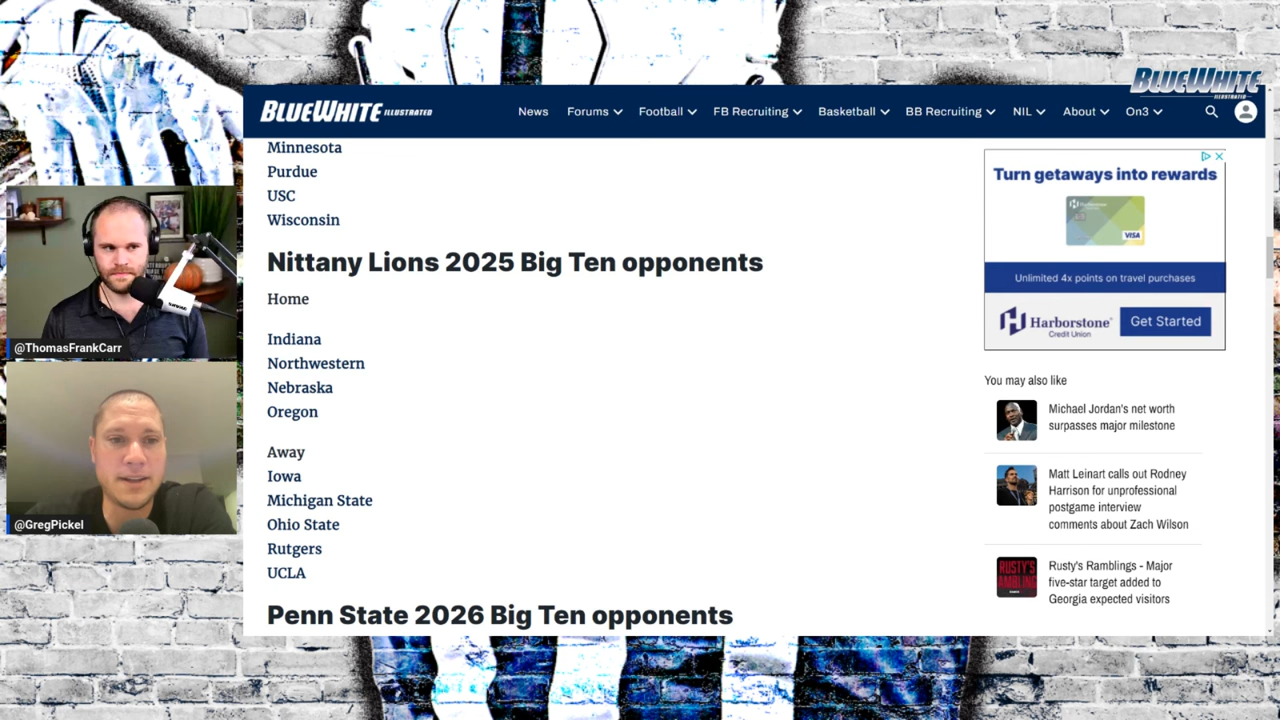 BLUEWHITE
ILLUSTRATED
BLUEWHITE ILLUSTRATED
News Forums Football FB Recruiting Basketball BB Recruiting NIL About On3
Minnesota
Purdue
USC
Wisconsin
Nittany Lions 2025 Big Ten opponents
Home
Indiana
Northwestern
Nebraska
Oregon
Away
Iowa
Michigan State
Ohio State
Rutgers
UCLA
Penn State 2026 Big Ten opponents
Turn getaways into rewards
Harborstone
VISA
Unlimited 4x points on travel purchases
Harborstone
Credit Union
Get Started
You may also like
Michael Jordan's net worth
surpasses major milestone
Matt Leinart calls out Rodney
Harrison for unprofessional
postgame interview
comments about Zach Wilson
RUSTY'S
RAMBLINGS
Rusty's Ramblings - Major
five-star target added to
Georgia expected visitors
SHURE
@ThomasFrankCarr
@GregPickel